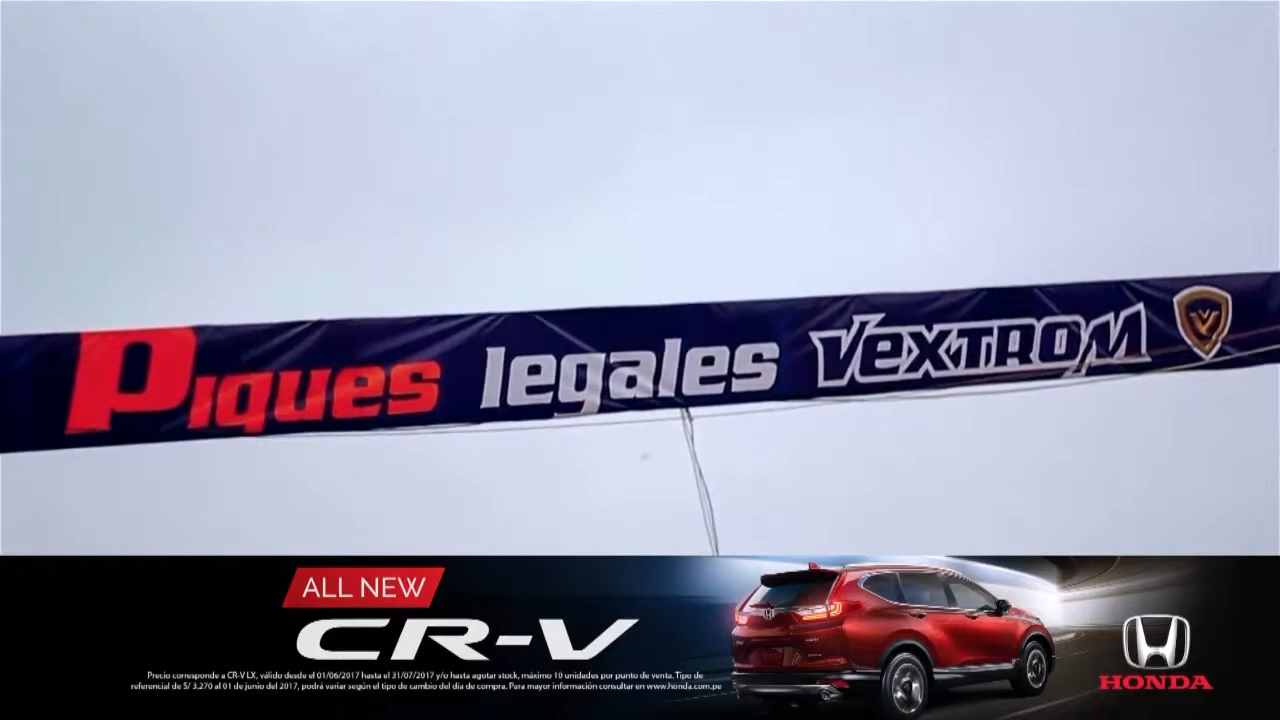 Piques legales VEXTROM
ALL NEW
CR-V
Precio corresponde a CR-V LX, válido desde el 01/06/2017 hasta el 31/07/2017 y/o hasta agotar stock, máximo 10 unidades por punto de venta. Tipo de
referencial de S/ 3.270 al 01 de junio del 2017, podrá variar según el tipo de cambio del día de compra. Para mayor información consultar en www.honda.com.pe
HONDA